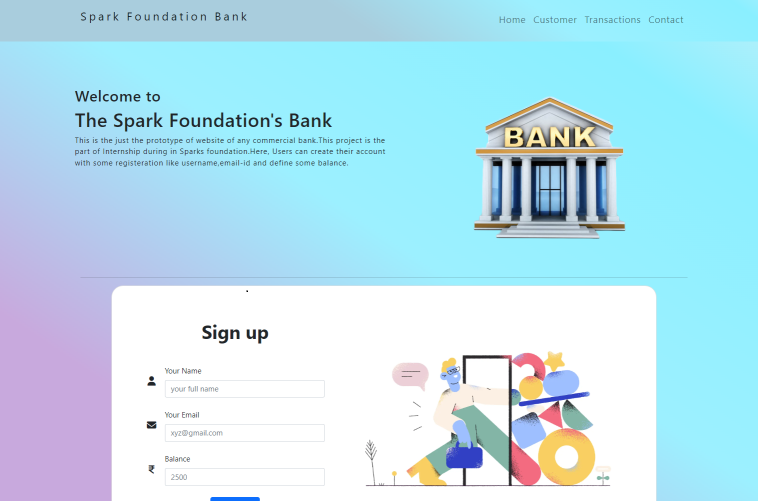 Spark Foundation Bank
Home Customer Transactions Contact
Welcome to
The Spark Foundation's Bank
This is the just the prototype of website of any commercial bank.This project is the
part of Internship during in Sparks foundation.Here, Users can create their account
with some registeration like username,email-id and define some balance.
BANK
Sign up
Your Name
your full name
Your Email
xyz@gmail.com
Balance
₹
2500